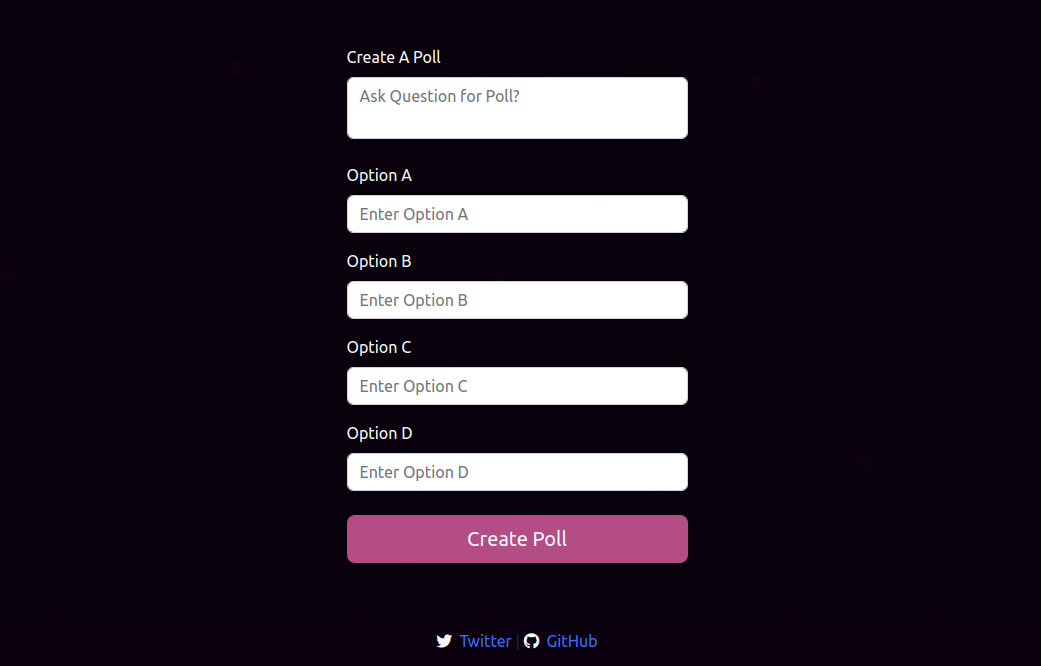 Create A Poll
Ask Question for Poll?
Option A
Enter Option A
Option B
Enter Option B
Option C
Enter Option C
Option D
Enter Option D
Create Poll
Twitter | GitHub